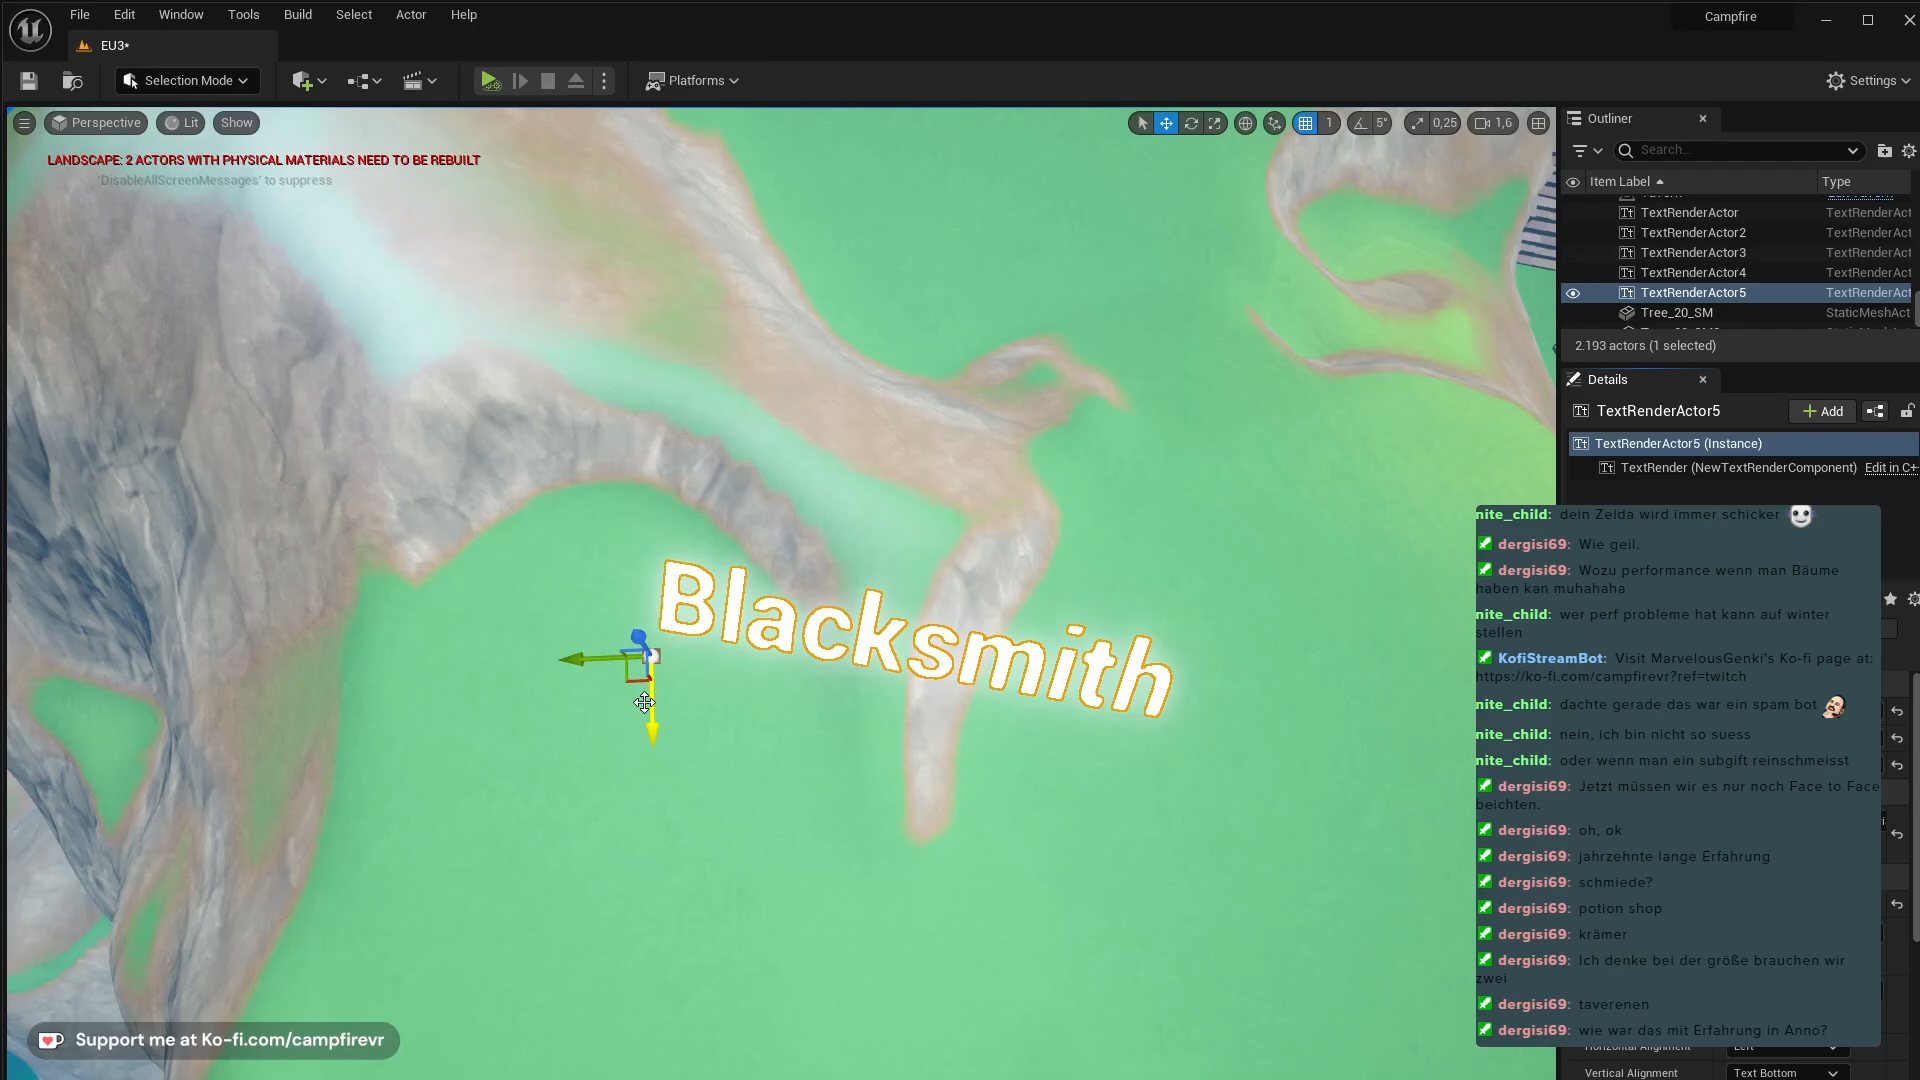 File Edit Window Tools Build Select Actor Help
Campfire
EU3*
Selection Mode
Platforms
Settings
Perspective
Lit
Show
1
5°
0,25
1,6
LANDSCAPE: 2 ACTORS WITH PHYSICAL MATERIALS NEED TO BE REBUILT
'DisableAllScreenMessages' to suppress
Blacksmith
Support me at Ko-fi.com/campfirevr
Outliner
Search...
Item Label
Type
TextRenderActor TextRenderAct
TextRenderActor2 TextRenderAct
TextRenderActor3 TextRenderAct
TextRenderActor4 TextRenderAct
TextRenderActor5 TextRenderAct
Tree_20_SM StaticMeshAct
2.193 actors (1 selected)
Details
TextRenderActor5
Add
TextRenderActor5 (Instance)
TextRender (NewTextRenderComponent) Edit in C+
nite_child: dein Zelda wird immer schicker
dergisi69: Wie geil.
dergisi69: Wozu performance wenn man Bäume
haben kan muhahaha
nite_child: wer perf probleme hat kann auf winter
stellen
KofiStreamBot: Visit MarvelousGenki's Ko-fi page at:
https://ko-fi.com/campfirevr?ref=twitch
nite_child: dachte gerade das war ein spam bot
nite_child: nein, ich bin nicht so suess
nite_child: oder wenn man ein subgift reinschmeisst
dergisi69: Jetzt müssen wir es nur noch Face to Face
beichten.
dergisi69: oh, ok
dergisi69: jahrzehnte lange Erfahrung
dergisi69: schmiede?
dergisi69: potion shop
dergisi69: krämer
dergisi69: Ich denke bei der größe brauchen wir
zwei
dergisi69: taverenen
dergisi69: wie war das mit Erfahrung in Anno?
Horizontal Alignment Left
Vertical Alignment Text Bottom